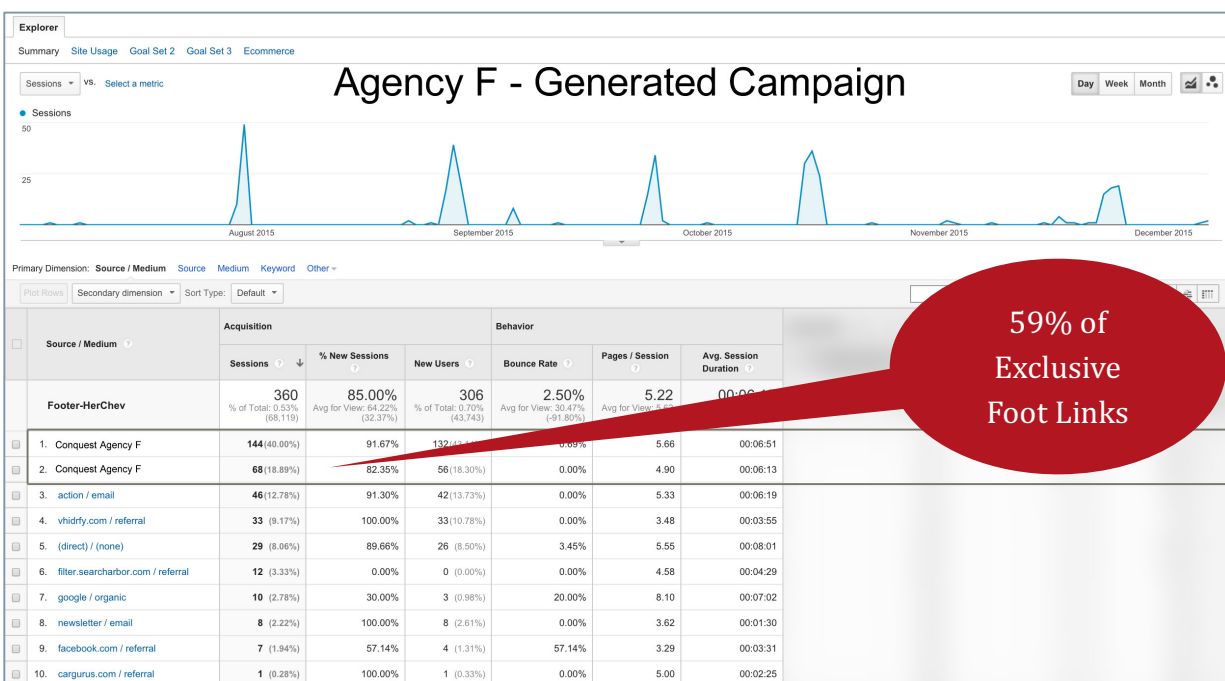 Explorer
Summary Site Usage Goal Set 2 Goal Set 3 Ecommerce
Agency F - Generated Campaign
Sessions VS. Select a metric
Day Week Month
Sessions
50
25
August 2015 September 2015 October 2015 November 2015 December 2015
Primary Dimension: Source / Medium Source Medium Keyword Other
Plot Rows Secondary dimension Sort Type: Default
59% of
Exclusive
Foot Links
Source / Medium
Acquisition Behavior
Sessions % New Sessions New Users Bounce Rate Pages / Session Avg. Session Duration
Footer-HerChev
360 85.00% 306 2.50% 5.22
% of Total: 0.53% Avg for View: 64.22% % of Total: 0.70% Avg for View: 30.47% Avg for View:
(68,119) (32.37%) (43,743) (-91.80%)
1. Conquest Agency F 144 (40.00%) 91.67% 132 5.66 00:06:51
2. Conquest Agency F 68 (18.89%) 82.35% 56 (18.30%) 0.00% 4.90 00:06:13
3. action / email 46 (12.78%) 91.30% 42 (13.73%) 0.00% 5.33 00:06:19
4. vhidrfy.com / referral 33 (9.17%) 100.00% 33 (10.78%) 0.00% 3.48 00:03:55
5. (direct) / (none) 29 (8.06%) 89.66% 26 (8.50%) 3.45% 5.55 00:08:01
6. filter.searcharbor.com / referral 12 (3.33%) 0.00% 0 (0.00%) 0.00% 4.58 00:04:29
7. google / organic 10 (2.78%) 30.00% 3 (0.98%) 20.00% 8.10 00:07:02
8. newsletter / email 8 (2.22%) 100.00% 8 (2.61%) 0.00% 3.62 00:01:30
9. facebook.com / referral 7 (1.94%) 57.14% 4 (1.31%) 57.14% 3.29 00:03:31
10. cargurus.com / referral 1 (0.28%) 100.00% 1 (0.33%) 0.00% 5.00 00:02:25